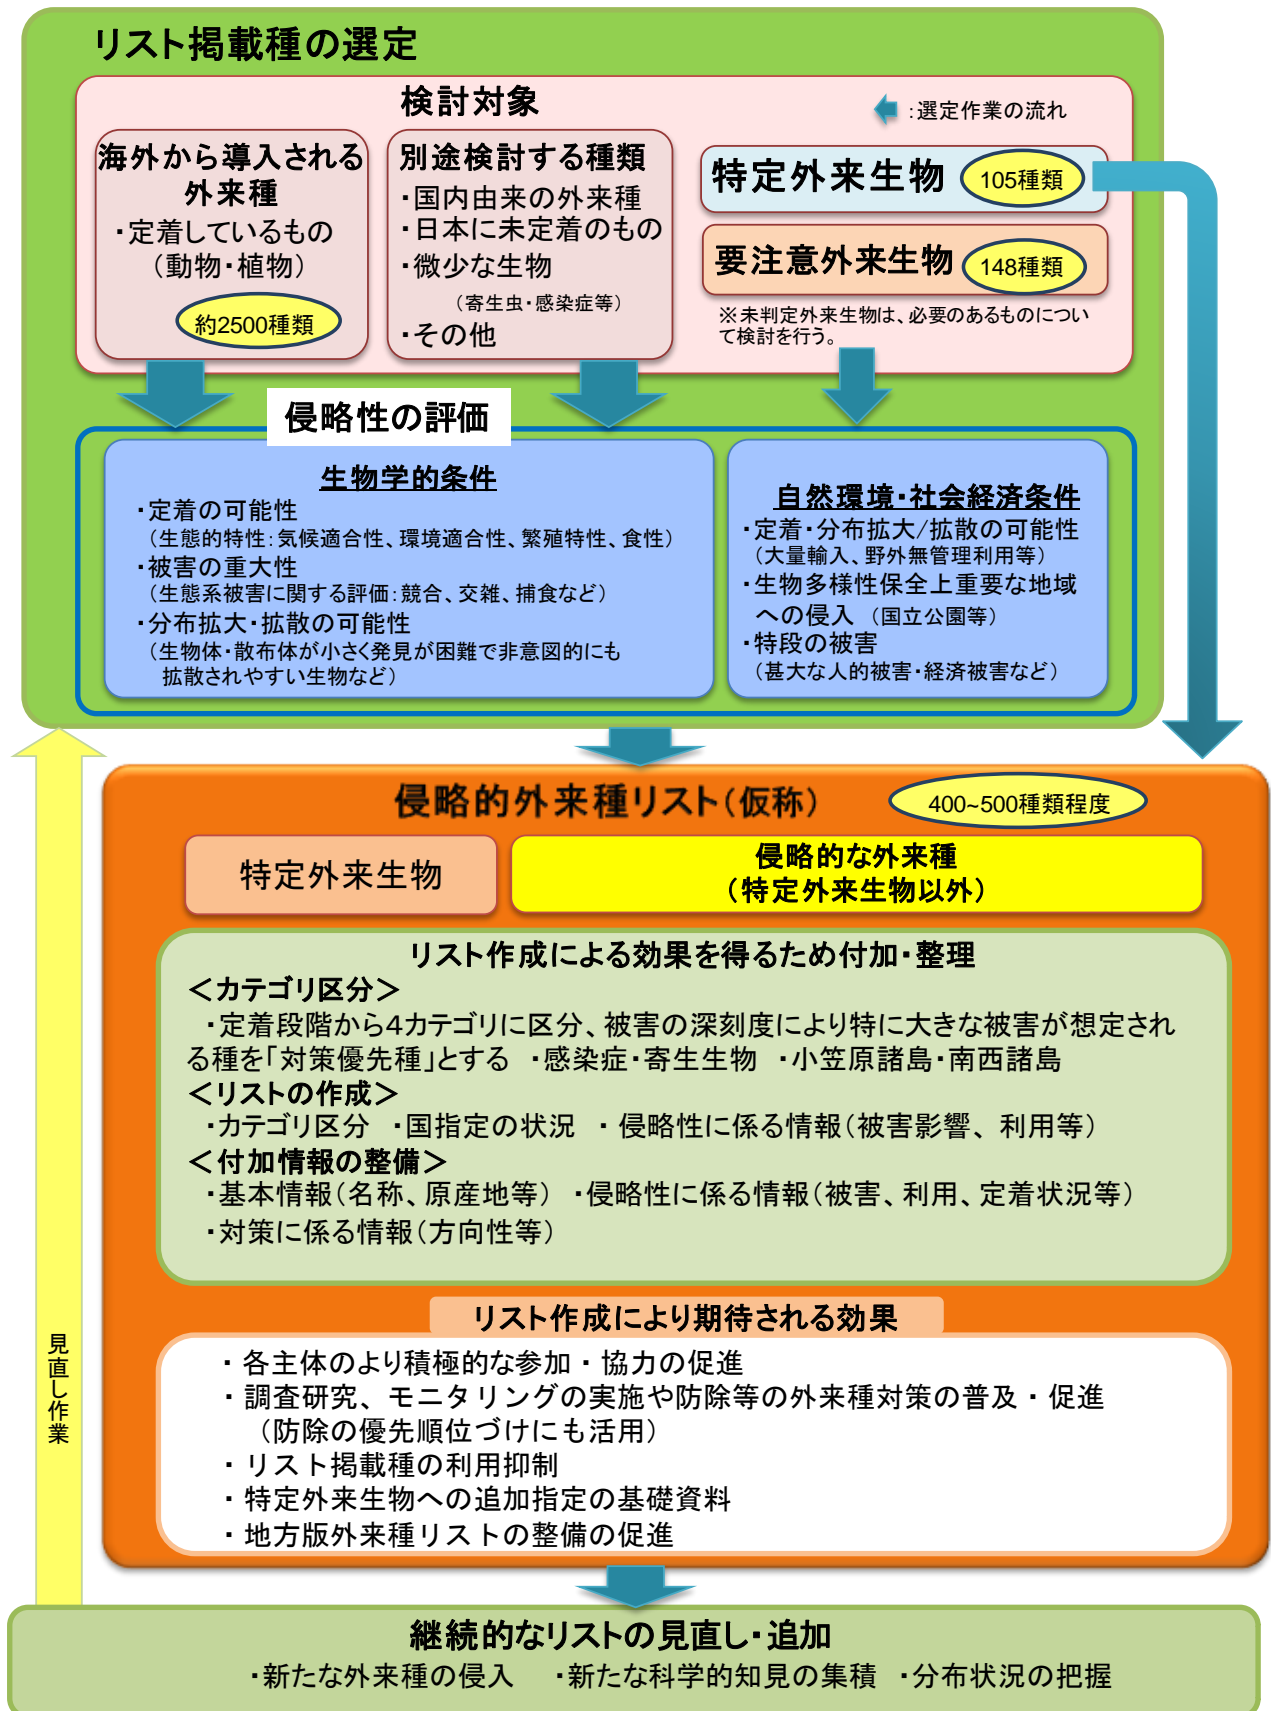 リスト掲載種の選定
検討対象
:選定作業の流れ
海外から導入される
外来種
・定着しているもの
（動物・植物）
約2500種類
別途検討する種類
・国内由来の外来種
・日本に未定着のもの
・微少な生物
（寄生虫・感染症等）
・その他
特定外来生物
105種類
要注意外来生物
148種類
※未判定外来生物は、必要のあるものについ
て検討を行う。
侵略性の評価
生物学的条件
・定着の可能性
（生態的特性：気候適合性、環境適合性、繁殖特性、食性）
・被害の重大性
（生態系被害に関する評価：競合、交雑、捕食など）
・分布拡大・拡散の可能性
（生物体・散布体が小さく発見が困難で非意図的にも
拡散されやすい生物など）
自然環境・社会経済条件
・定着・分布拡大/拡散の可能性
（大量輸入、野外無管理利用等）
・生物多様性保全上重要な地域
への侵入（国立公園等）
・特段の被害
（甚大な人的被害・経済被害など）
侵略的外来種リスト（仮称）
400~500種類程度
特定外来生物
侵略的な外来種
（特定外来生物以外）
リスト作成による効果を得るため付加・整理
＜カテゴリ区分＞
・定着段階から４カテゴリに区分、被害の深刻度により特に大きな被害が想定され
る種を「対策優先種」とする ・感染症・寄生生物 ・小笠原諸島・南西諸島
＜リストの作成＞
・カテゴリ区分 ・国指定の状況 ・侵略性に係る情報（被害影響、利用等）
＜付加情報の整備＞
・基本情報（名称、原産地等） ・侵略性に係る情報（被害、利用、定着状況等）
・対策に係る情報（方向性等）
リスト作成により期待される効果
・各主体のより積極的な参加・協力の促進
・調査研究、モニタリングの実施や防除等の外来種対策の普及・促進
（防除の優先順位づけにも活用）
・リスト掲載種の利用抑制
・特定外来生物への追加指定の基礎資料
・地方版外来種リストの整備の促進
見直し作業
継続的なリストの見直し・追加
・新たな外来種の侵入 ・新たな科学的知見の集積 ・分布状況の把握